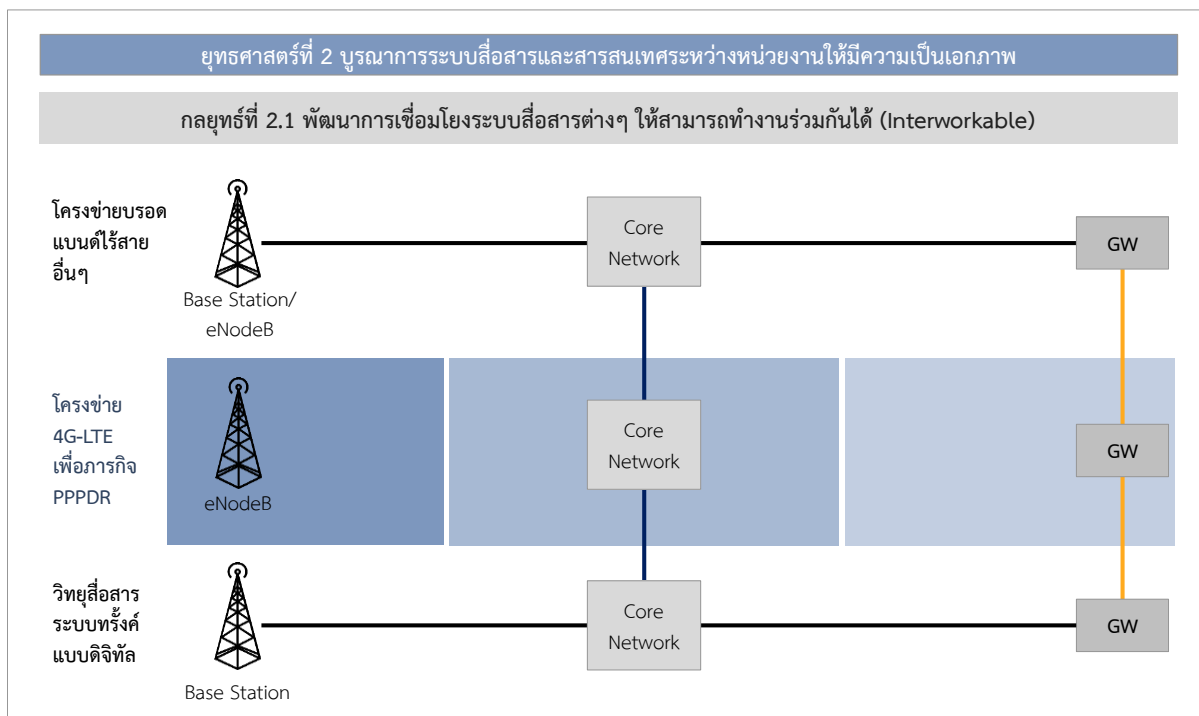 ยุทธศาสตร์ที่ 2 บูรณาการระบบสื่อสารและสารสนเทศระหว่างหน่วยงานให้มีความเป็นเอกภาพ
กลยุทธ์ที่ 2.1 พัฒนาการเชื่อมโยงระบบสื่อสารต่างๆ ให้สามารถทำงานร่วมกันได้ (Interworkable)
โครงข่ายบรอด
แบนด์ไร้สาย
อื่นๆ
Base Station/
eNodeB
Core
Network
GW
โครงข่าย
4G-LTE
เพื่อภารกิจ
PPPDR
eNodeB
Core
Network
GW
วิทยุสื่อสาร
ระบบทรั้งค์
แบบดิจิทัล
Base Station
Core
Network
GW